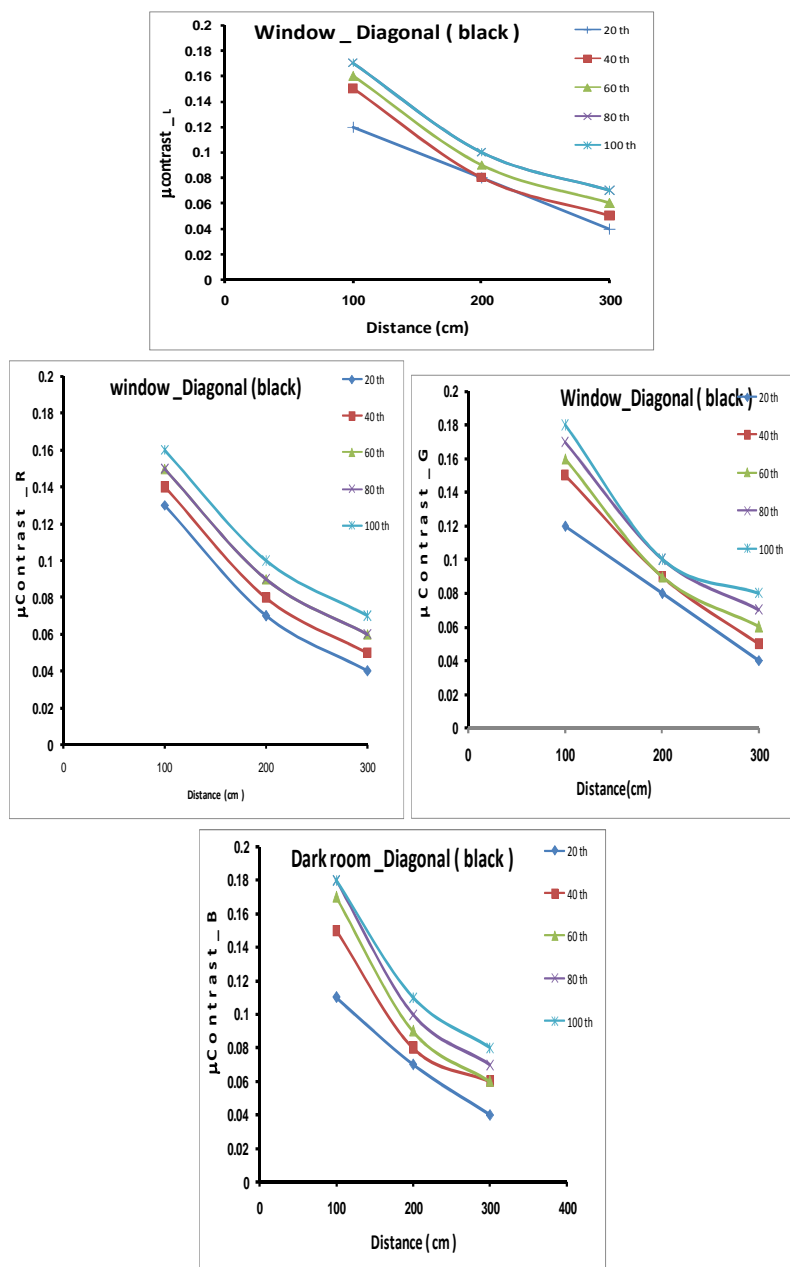 Window _ Diagonal ( black )
0.2
0.18
0.16
0.14
0.12
0.1
0.08
0.06
0.04
0.02
0
µcontrast _ L
0 100 200 300
Distance (cm)
20 th
40 th
60 th
80 th
100 th
window _Diagonal (black)
0.2
0.18
0.16
0.14
0.12
0.1
0.08
0.06
0.04
0.02
0
µContrast _R
0 100 200 300
Distance (cm)
20 th
40 th
60 th
80 th
100 th
Window_Diagonal ( black )
0.2
0.18
0.16
0.14
0.12
0.1
0.08
0.06
0.04
0.02
0
µContrast _ G
0 100 200 300
Distance(cm)
20 th
40 th
60 th
80 th
100 th
Dark room _Diagonal ( black )
0.2
0.18
0.16
0.14
0.12
0.1
0.08
0.06
0.04
0.02
0
µContrast _ B
0 100 200 300 400
Distance ( cm)
20 th
40 th
60 th
80 th
100 th